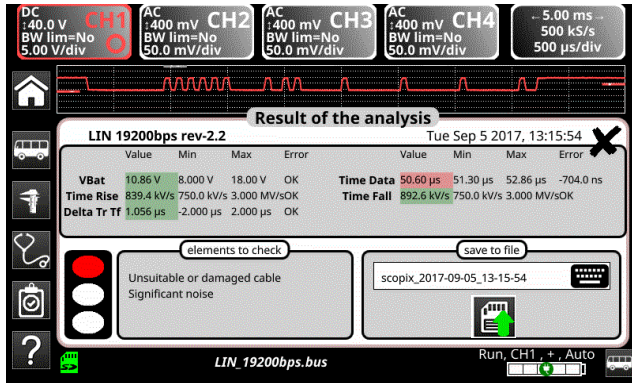 DC
↕40.0 V CH1
BW lim=No
5.00 V/div
AC
↕400 mV CH2
BW lim=No
50.0 mV/div
AC
↕400 mV CH3
BW lim=No
50.0 mV/div
AC
↕400 mV CH4
BW lim=No
50.0 mV/div
←5.00 ms→
500 kS/s
500 µs/div
Result of the analysis
LIN 19200bps rev-2.2 Tue Sep 5 2017, 13:15:54
Value Min Max Error Value Min Max Error
VBat 10.86 V 8.000 V 18.00 V OK Time Data 50.60 µs 51.30 µs 52.86 µs -704.0 ns
Time Rise 839.4 kV/s 750.0 kV/s 3.000 MV/s OK Time Fall 892.6 kV/s 750.0 kV/s 3.000 MV/s OK
Delta Tr Tf 1.056 µs -2.000 µs 2.000 µs OK
elements to check
Unsuitable or damaged cable
Significant noise
save to file
scopix_2017-09-05_13-15-54
?
LIN_19200bps.bus
Run, CH1 , + , Auto